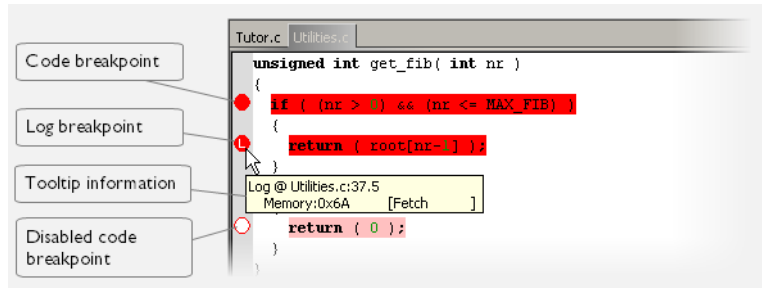 Tutor.c Utilities.c
Code breakpoint
unsigned int get_fib( int nr )
{
if ( (nr > 0) && (nr <= MAX_FIB) )
Log breakpoint
{
L
return ( root[nr-1] );
}
Tooltip information
Log @ Utilities.c:37.5
Memory:0x6A [Fetch ]
Disabled code
breakpoint
return ( 0 );
}
}